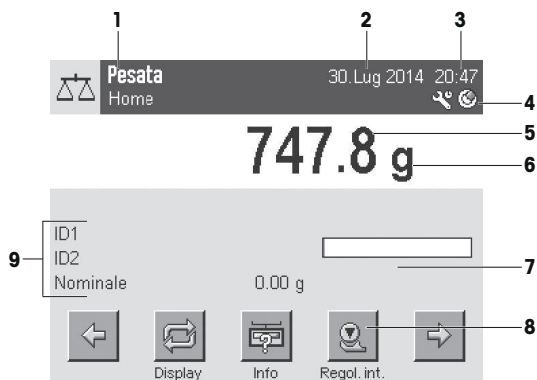 1 2 3
Pesata 30. Lug 2014 20:47
Home
4
747.8 g
5
6
ID1
ID2
9
7
Nominale 0.00 g
8
Display Info Regol. int.